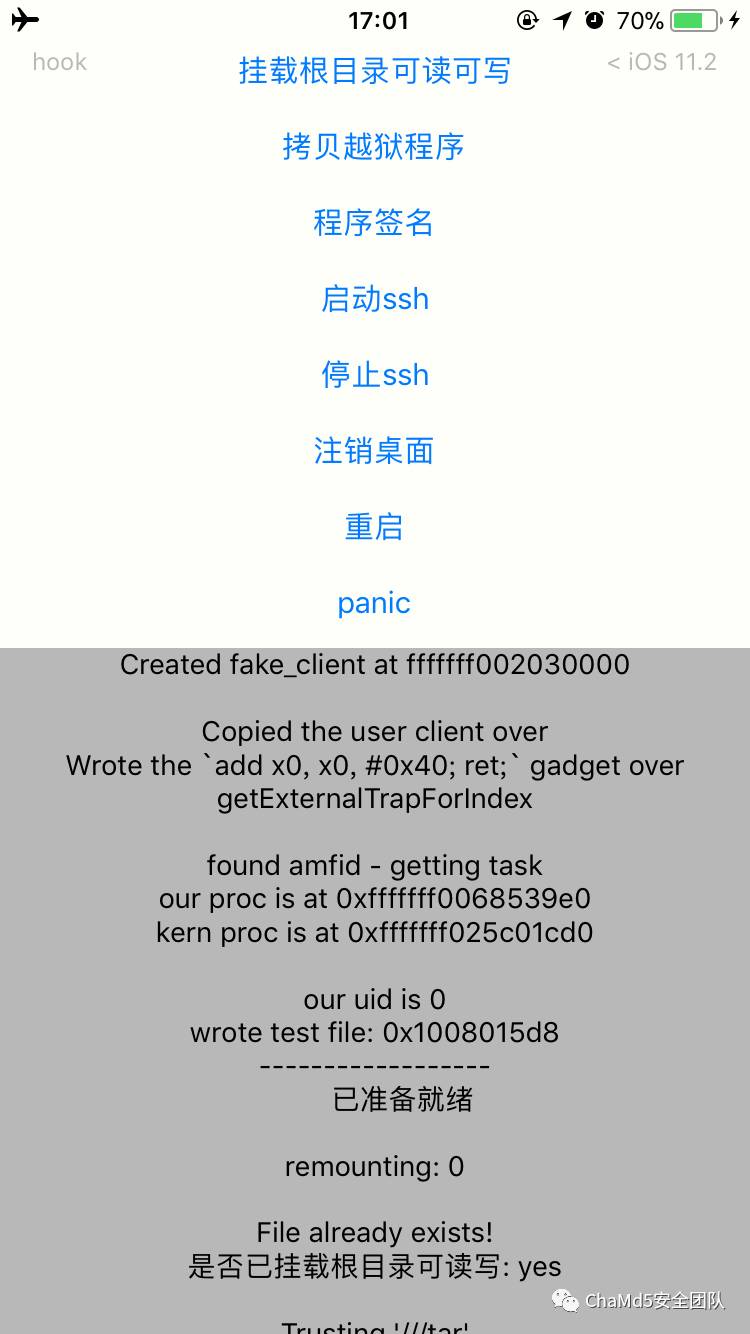 17:01
70%
hook
挂载根目录可读可写
< iOS 11.2
拷贝越狱程序
程序签名
启动ssh
停止ssh
注销桌面
重启
panic
Created fake_client at fffffff002030000
Copied the user client over
Wrote the `add x0, x0, #0x40; ret;` gadget over
getExternalTrapForIndex
found amfid - getting task
our proc is at 0xfffffff0068539e0
kern proc is at 0xfffffff025c01cd0
our uid is 0
wrote test file: 0x1008015d8
------------------
已准备就绪
remounting: 0
File already exists!
是否已挂载根目录可读写: yes
ChaMd5安全团队
Trusting '///tar'